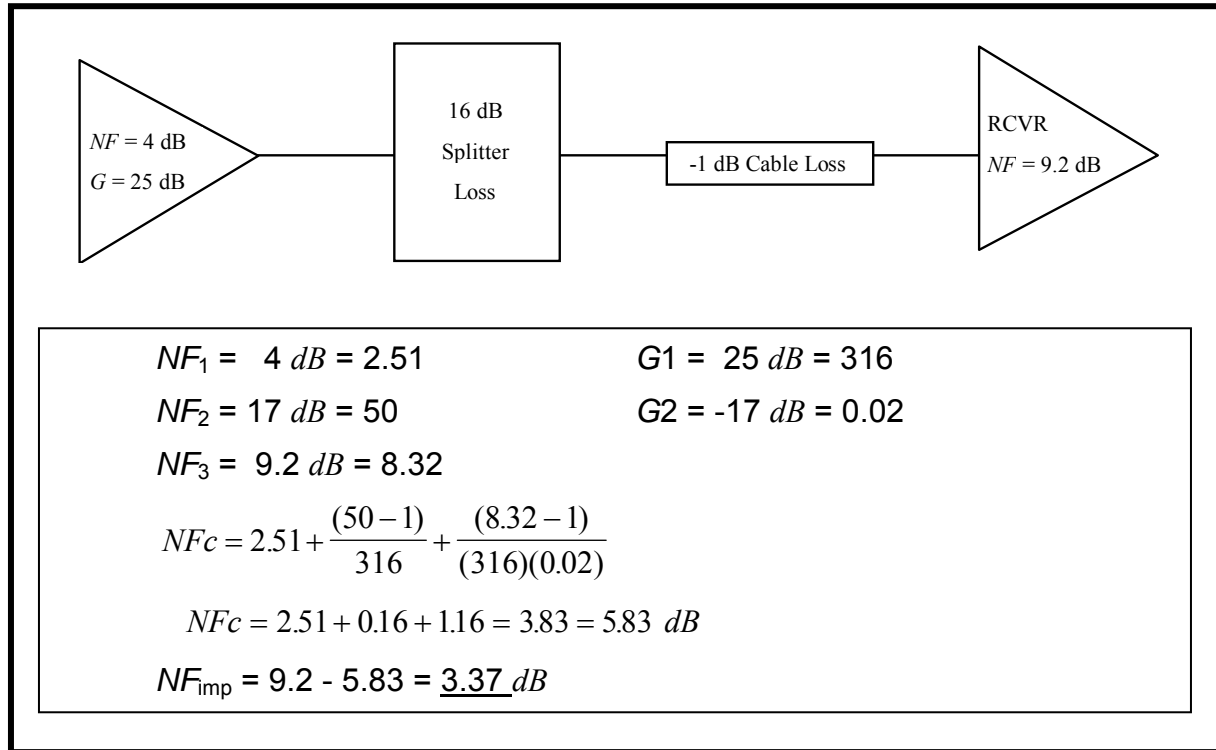 NF = 4 dB
G = 25 dB
16 dB
Splitter
Loss
-1 dB Cable Loss
RCVR
NF = 9.2 dB
NF₁ = 4 dB = 2.51 G1 = 25 dB = 316
NF₂ = 17 dB = 50 G2 = -17 dB = 0.02
NF₃ = 9.2 dB = 8.32
NFc = 2.51 + (50 − 1)/316 + (8.32 − 1)/(316)(0.02)
NFc = 2.51 + 0.16 + 1.16 = 3.83 = 5.83 dB
NFimp = 9.2 - 5.83 = 3.37 dB